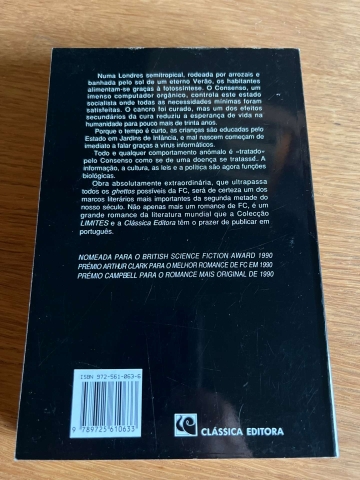 Numa Londres semitropical, rodeada por arrozais e
banhada pelo sol de um eterno Verão, os habitantes
alimentam-se graças à fotossíntese. O Consenso, um
imenso computador orgânico, controla este estado
socialista onde todas as necessidades mínimas foram
satisfeitas. O cancro foi curado, mas um dos efeitos
secundários da cura reduziu a esperança de vida na
humanidade para pouco mais de trinta anos.
Porque o tempo é curto, as crianças são educadas pelo
Estado em Jardins de Infância, e mal nascem começam de
imediato a falar graças a vírus informáticos.
Todo e qualquer comportamento anómalo é «tratado»
pelo Consenso como se de uma doença se tratasse. A
informação, as leis, e a cultura e a política são agora funções
biológicas.
Obra absolutamente extraordinária, que ultrapassa
todos os ghettos possíveis da FC, será de certeza um dos
marcos literários mais importantes da segunda metade do
nosso século. Não apenas mais um romance de FC, é um
grande romance da literatura mundial que a Colecção
LIMITES e a Clássica Editora têm o prazer de publicar em
português.
NOMEADA PARA O BRITISH SCIENCE FICTION AWARD 1990
PRÉMIO ARTHUR CLARK PARA O MELHOR ROMANCE DE FC EM 1990
PRÉMIO CAMPBELL PARA O ROMANCE MAIS ORIGINAL DE 1990
ISBN 972-561-063-6
9 789725 610633
CLÁSSICA EDITORA